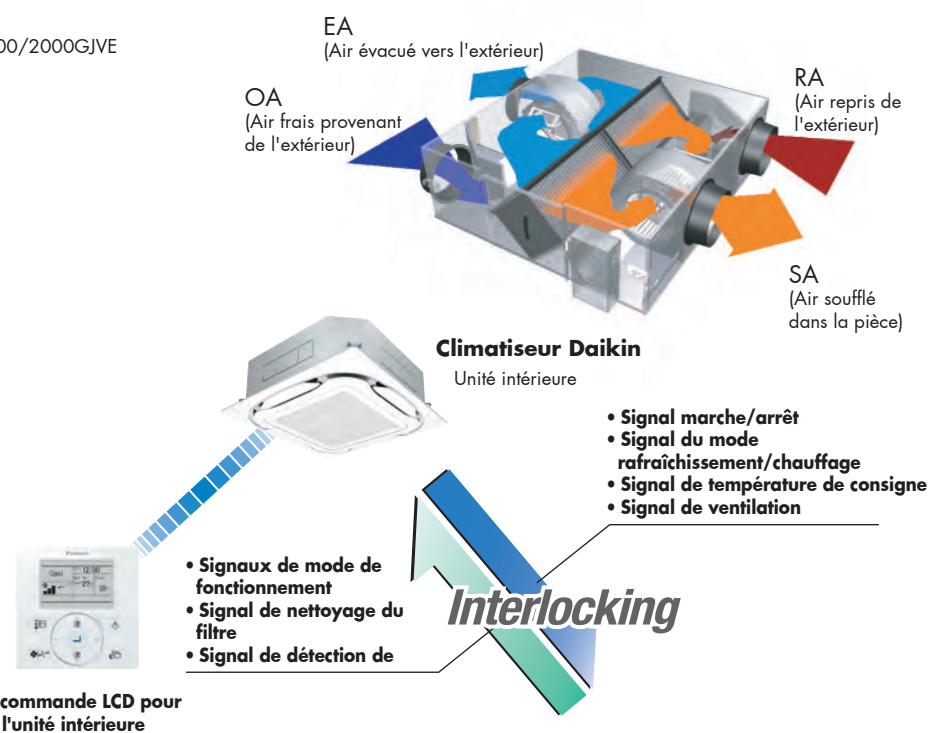 00/2000GJVE
EA
(Air évacué vers l'extérieur)
OA
(Air frais provenant
de l'extérieur)
RA
(Air repris de
l'extérieur)
SA
(Air soufflé
dans la pièce)
Climatiseur Daikin
Unité intérieure
• Signal marche/arrêt
• Signal du mode
rafraîchissement/chauffage
• Signal de température de consigne
• Signal de ventilation
• Signaux de mode de
fonctionnement
• Signal de nettoyage du
filtre
• Signal de détection de
Interlocking
Cool
12:00
commande LCD pour
l'unité intérieure